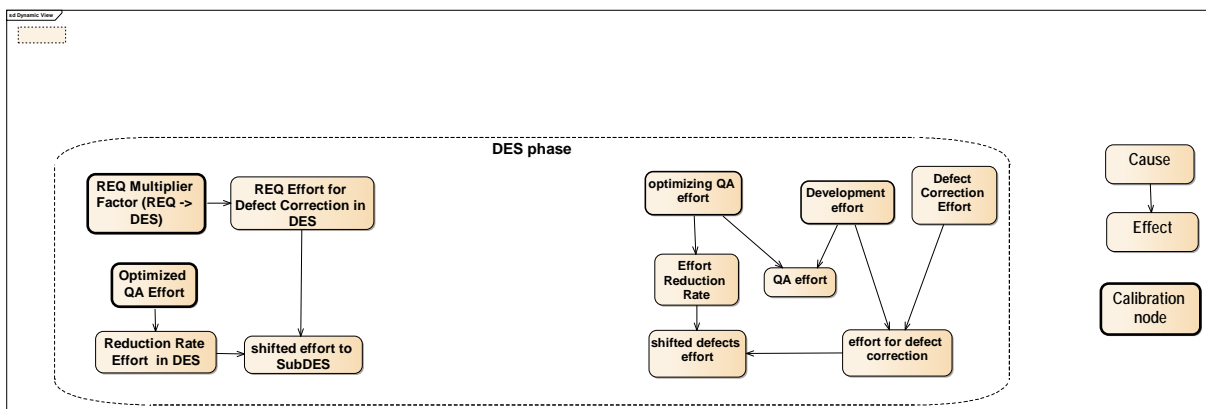 sd Dynamic View
DES phase
REQ Multiplier
Factor (REQ ->
DES)
REQ Effort for
Defect Correction in
DES
Optimized
QA Effort
Reduction Rate
Effort in DES
shifted effort to
SubDES
optimizing QA
effort
Development
effort
Defect
Correction
Effort
Effort
Reduction
Rate
QA effort
shifted defects
effort
effort for defect
correction
Cause
Effect
Calibration
node